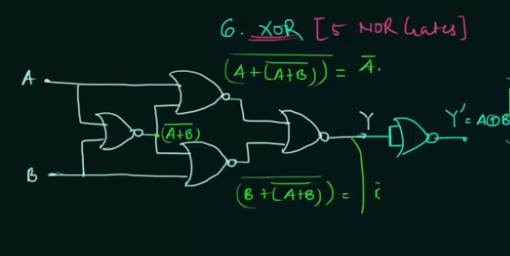 6. XOR [5 NOR Gates]
(A+(A+B)‾)‾ = A̅.
A
Y
Y' = A⊕B
(A+B)‾
B
(B+(A+B)‾)‾ =